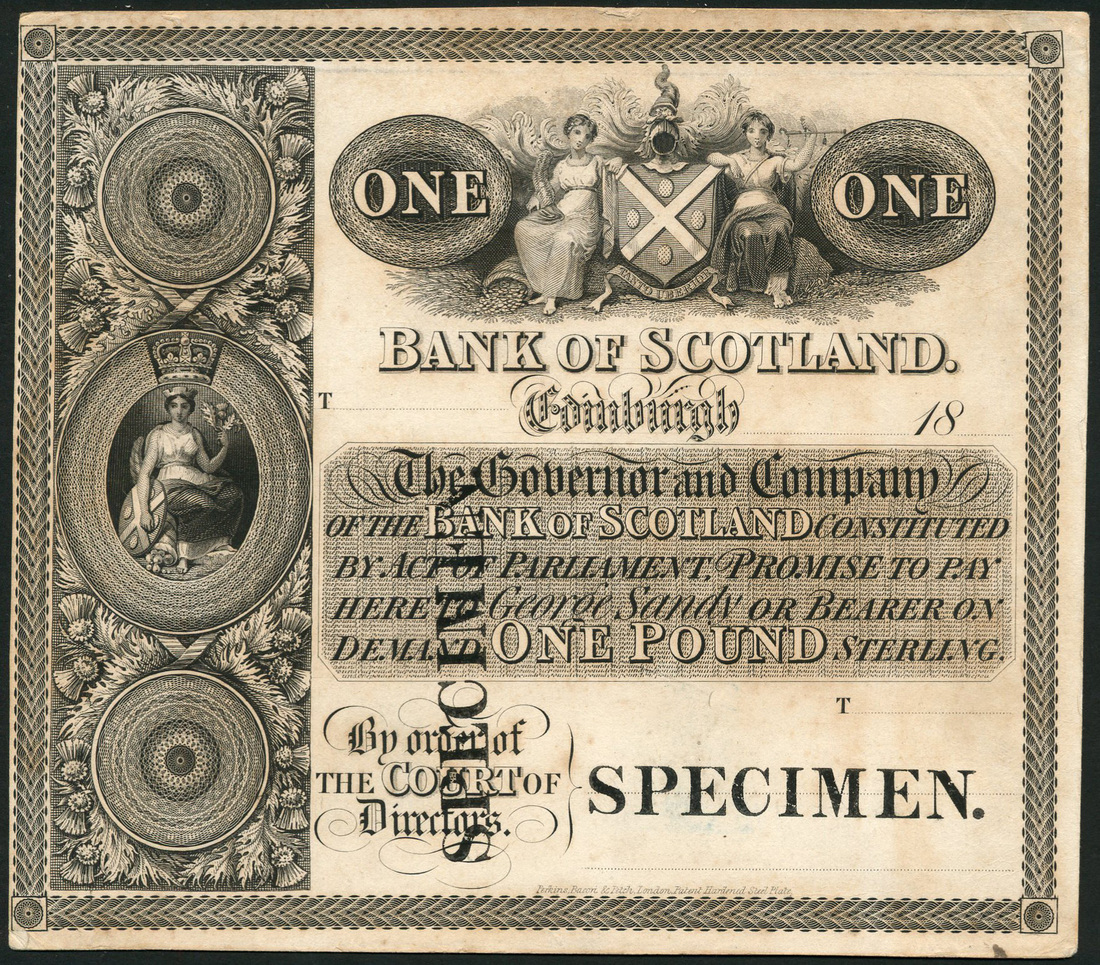 ONE ONE
TANTO UBERIOR
BANK OF SCOTLAND.
T Edinburgh 18
The Governor and Company
OF THE BANK OF SCOTLAND CONSTITUTED
BY ACT OF PARLIAMENT, PROMISE TO PAY
HERE TO George Sandy OR BEARER ON
DEMAND ONE POUND STERLING.
T
By order of
THE COURT OF
Directors.
SPECIMEN.
SPECIMEN
Perkins, Bacon & Petch, London, Patent Hardened Steel Plate.